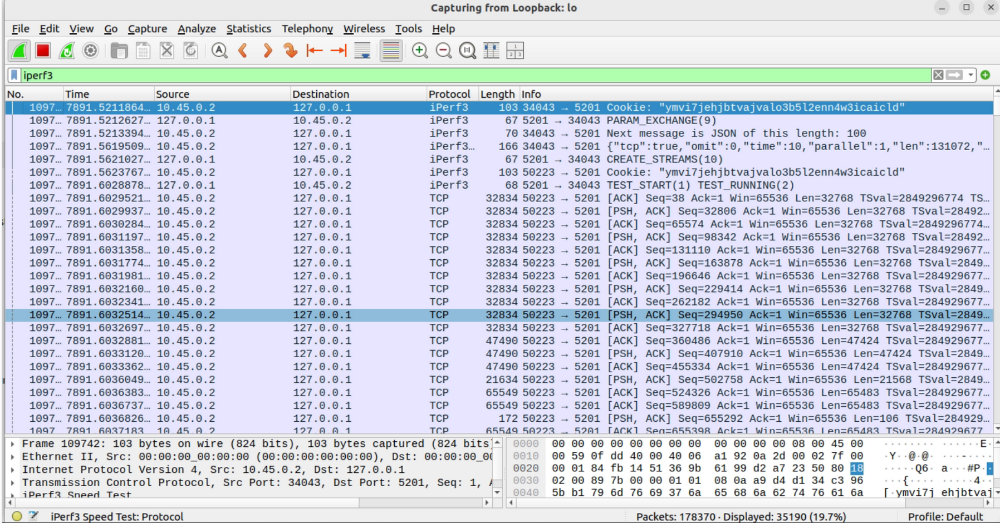 Capturing from Loopback: lo
File Edit View Go Capture Analyze Statistics Telephony Wireless Tools Help
iperf3
No. Time Source Destination Protocol Length Info
1097… 7891.5211864… 10.45.0.2 127.0.0.1 iPerf3 103 34043 → 5201 Cookie: "ymvi7jehjbtvajvalo3b5l2enn4w3icaicld"
1097… 7891.5212627… 127.0.0.1 10.45.0.2 iPerf3 67 5201 → 34043 PARAM_EXCHANGE(9)
1097… 7891.5213394… 10.45.0.2 127.0.0.1 iPerf3 70 34043 → 5201 Next message is JSON of this length: 100
1097… 7891.5619509… 10.45.0.2 127.0.0.1 iPerf3… 166 34043 → 5201 {"tcp":true,"omit":0,"time":10,"parallel":1,"len":131072,"…
1097… 7891.5621027… 127.0.0.1 10.45.0.2 iPerf3 67 5201 → 34043 CREATE_STREAMS(10)
1097… 7891.5623767… 10.45.0.2 127.0.0.1 iPerf3 103 50223 → 5201 Cookie: "ymvi7jehjbtvajvalo3b5l2enn4w3icaicld"
1097… 7891.6028878… 127.0.0.1 10.45.0.2 iPerf3 68 5201 → 34043 TEST_START(1) TEST_RUNNING(2)
1097… 7891.6029521… 10.45.0.2 127.0.0.1 TCP 32834 50223 → 5201 [ACK] Seq=38 Ack=1 Win=65536 Len=32768 TSval=2849296774 TS…
1097… 7891.6029937… 10.45.0.2 127.0.0.1 TCP 32834 50223 → 5201 [PSH, ACK] Seq=32806 Ack=1 Win=65536 Len=32768 TSval=28492…
1097… 7891.6030284… 10.45.0.2 127.0.0.1 TCP 32834 50223 → 5201 [ACK] Seq=65574 Ack=1 Win=65536 Len=32768 TSval=2849296774…
1097… 7891.6031197… 10.45.0.2 127.0.0.1 TCP 32834 50223 → 5201 [PSH, ACK] Seq=98342 Ack=1 Win=65536 Len=32768 TSval=28492…
1097… 7891.6031358… 10.45.0.2 127.0.0.1 TCP 32834 50223 → 5201 [ACK] Seq=131110 Ack=1 Win=65536 Len=32768 TSval=284929677…
1097… 7891.6031774… 10.45.0.2 127.0.0.1 TCP 32834 50223 → 5201 [PSH, ACK] Seq=163878 Ack=1 Win=65536 Len=32768 TSval=2849…
1097… 7891.6031981… 10.45.0.2 127.0.0.1 TCP 32834 50223 → 5201 [ACK] Seq=196646 Ack=1 Win=65536 Len=32768 TSval=284929677…
1097… 7891.6032160… 10.45.0.2 127.0.0.1 TCP 32834 50223 → 5201 [PSH, ACK] Seq=229414 Ack=1 Win=65536 Len=32768 TSval=2849…
1097… 7891.6032341… 10.45.0.2 127.0.0.1 TCP 32834 50223 → 5201 [ACK] Seq=262182 Ack=1 Win=65536 Len=32768 TSval=284929677…
1097… 7891.6032514… 10.45.0.2 127.0.0.1 TCP 32834 50223 → 5201 [PSH, ACK] Seq=294950 Ack=1 Win=65536 Len=32768 TSval=2849…
1097… 7891.6032697… 10.45.0.2 127.0.0.1 TCP 32834 50223 → 5201 [ACK] Seq=327718 Ack=1 Win=65536 Len=32768 TSval=284929677…
1097… 7891.6032881… 10.45.0.2 127.0.0.1 TCP 47490 50223 → 5201 [ACK] Seq=360486 Ack=1 Win=65536 Len=47424 TSval=284929677…
1097… 7891.6033120… 10.45.0.2 127.0.0.1 TCP 47490 50223 → 5201 [PSH, ACK] Seq=407910 Ack=1 Win=65536 Len=47424 TSval=2849…
1097… 7891.6033362… 10.45.0.2 127.0.0.1 TCP 47490 50223 → 5201 [ACK] Seq=455334 Ack=1 Win=65536 Len=47424 TSval=284929677…
1097… 7891.6036049… 10.45.0.2 127.0.0.1 TCP 21634 50223 → 5201 [PSH, ACK] Seq=502758 Ack=1 Win=65536 Len=21568 TSval=2849…
1097… 7891.6036383… 10.45.0.2 127.0.0.1 TCP 65549 50223 → 5201 [ACK] Seq=524326 Ack=1 Win=65536 Len=65483 TSval=284929677…
1097… 7891.6036737… 10.45.0.2 127.0.0.1 TCP 65549 50223 → 5201 [ACK] Seq=589809 Ack=1 Win=65536 Len=65483 TSval=284929677…
1097… 7891.6036826… 10.45.0.2 127.0.0.1 TCP 172 50223 → 5201 [PSH, ACK] Seq=655292 Ack=1 Win=65536 Len=106 TSval=284929…
1097 7891.6037183 10.45.0.2 127.0.0.1 TCP 65549 50223 → 5201 [ACK] Seq=655398 Ack=1 Win=65536 Len=65483 TSval=284929677
Frame 109742: 103 bytes on wire (824 bits), 103 bytes captured (824 bits)
Ethernet II, Src: 00:00:00_00:00:00 (00:00:00:00:00:00), Dst: 00:00:00_00
Internet Protocol Version 4, Src: 10.45.0.2, Dst: 127.0.0.1
Transmission Control Protocol, Src Port: 34043, Dst Port: 5201, Seq: 1, A
iPerf3 Speed Test
0000 00 00 00 00 00 00 00 00 00 00 00 00 08 00 45 00 ········ ······E·
0010 00 59 0f dd 40 00 40 06 a1 92 0a 2d 00 02 7f 00 ·Y··@·@· ···-····
0020 00 01 84 fb 14 51 36 9b 61 99 d2 a7 23 50 80 18 ·····Q6· a···#P··
0030 02 00 89 7b 00 00 01 01 08 0a a9 d4 d1 34 c3 96 ···{···· ·····4··
0040 5b b1 79 6d 76 69 37 6a 65 68 6a 62 74 76 61 6a [·ymvi7j ehjbtvaj
iPerf3 Speed Test: Protocol
Packets: 178370 · Displayed: 35190 (19.7%)
Profile: Default